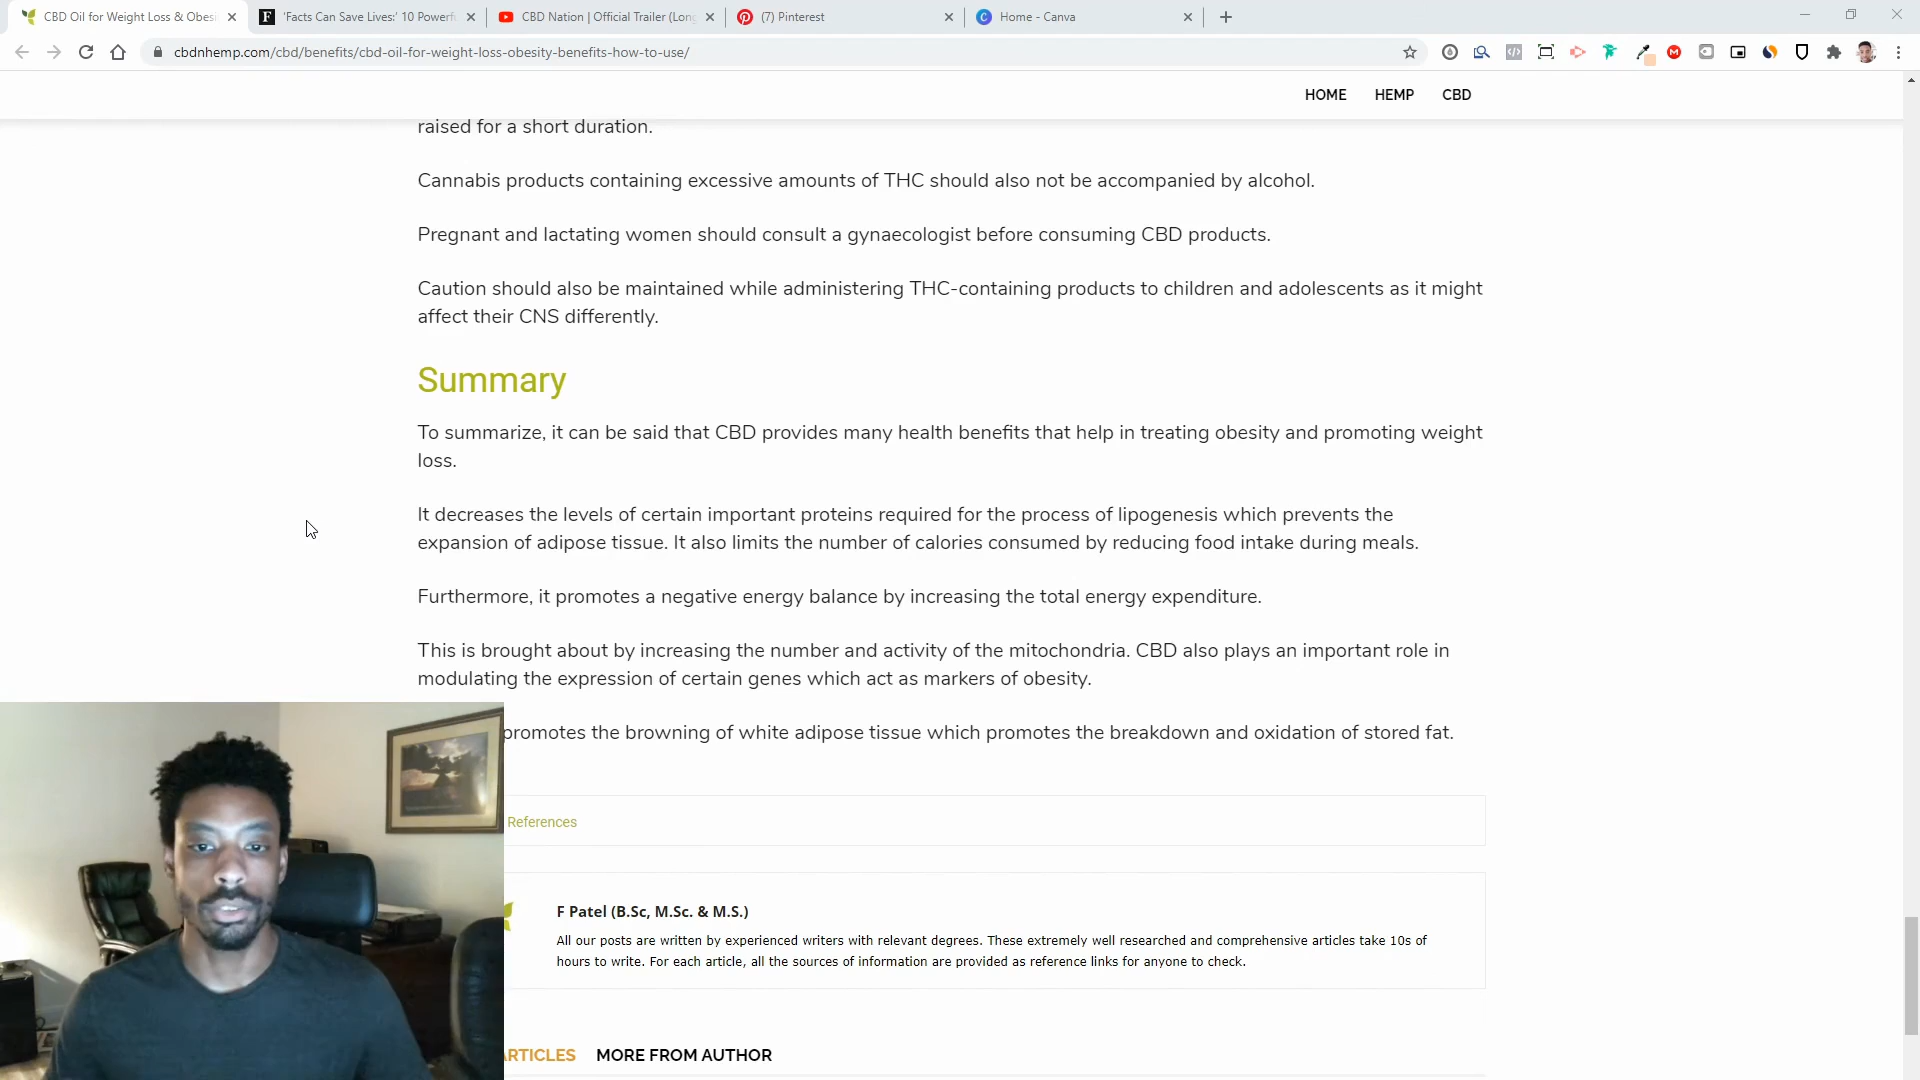 CBD Oil for Weight Loss & Obesi
'Facts Can Save Lives:' 10 Powerf
CBD Nation | Official Trailer (Long
(7) Pinterest
Home - Canva
cbdnhemp.com/cbd/benefits/cbd-oil-for-weight-loss-obesity-benefits-how-to-use/
HOME HEMP CBD
raised for a short duration.
Cannabis products containing excessive amounts of THC should also not be accompanied by alcohol.
Pregnant and lactating women should consult a gynaecologist before consuming CBD products.
Caution should also be maintained while administering THC-containing products to children and adolescents as it might
affect their CNS differently.
Summary
To summarize, it can be said that CBD provides many health benefits that help in treating obesity and promoting weight
loss.
It decreases the levels of certain important proteins required for the process of lipogenesis which prevents the
expansion of adipose tissue. It also limits the number of calories consumed by reducing food intake during meals.
Furthermore, it promotes a negative energy balance by increasing the total energy expenditure.
This is brought about by increasing the number and activity of the mitochondria. CBD also plays an important role in
modulating the expression of certain genes which act as markers of obesity.
promotes the browning of white adipose tissue which promotes the breakdown and oxidation of stored fat.
References
F Patel (B.Sc, M.Sc. & M.S.)
All our posts are written by experienced writers with relevant degrees. These extremely well researched and comprehensive articles take 10s of
hours to write. For each article, all the sources of information are provided as reference links for anyone to check.
ARTICLES MORE FROM AUTHOR